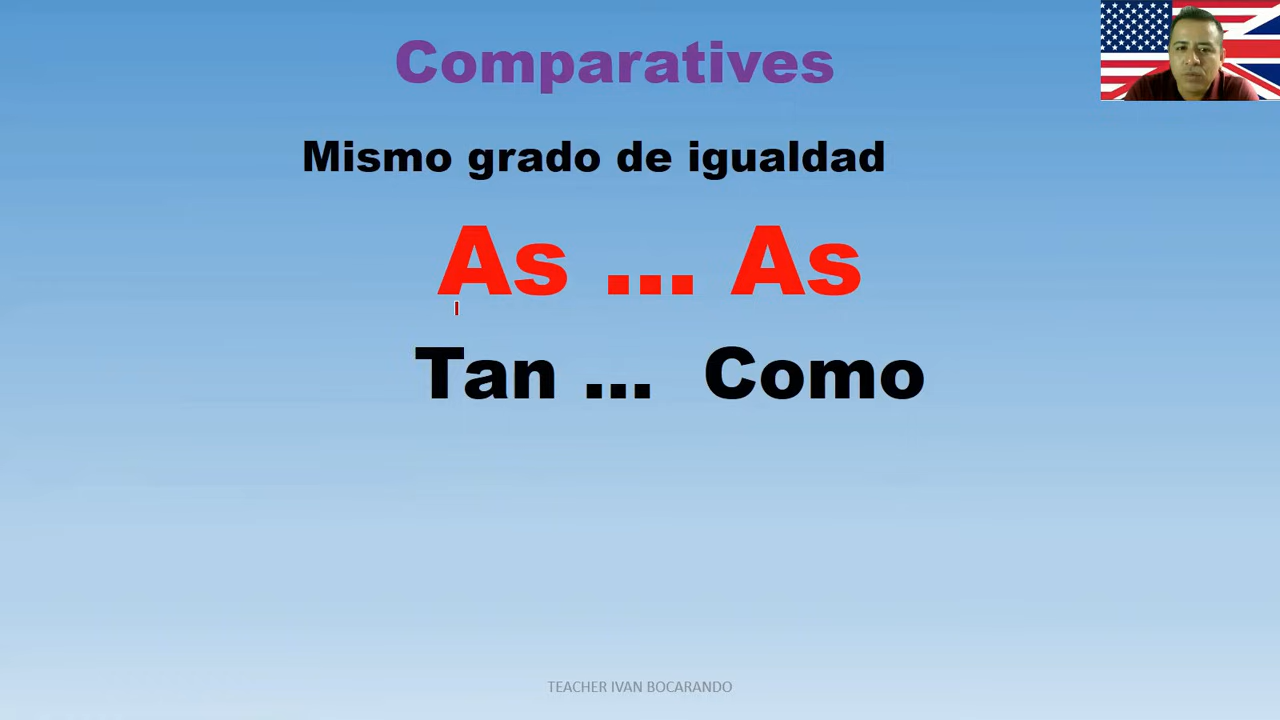 Comparatives
Mismo grado de igualdad
As ... As
Tan ... Como
TEACHER IVAN BOCARANDO